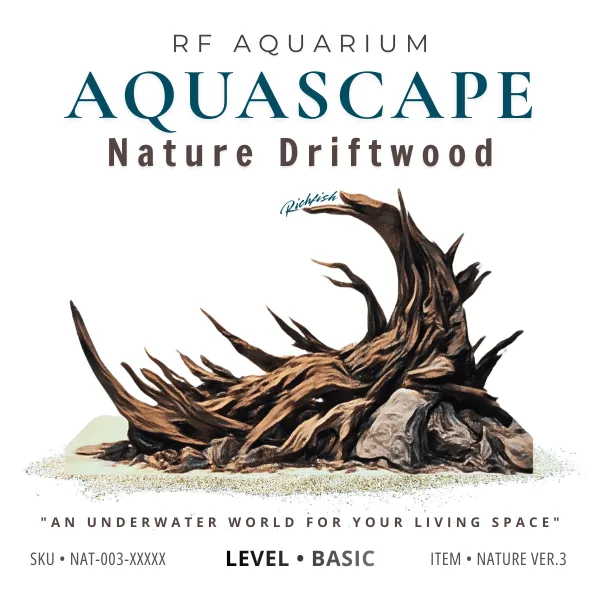 RF AQUARIUM
AQUASCAPE
Nature Driftwood
Richfish
"AN UNDERWATER WORLD FOR YOUR LIVING SPACE"
SKU • NAT-003-XXXXX
LEVEL • BASIC
ITEM • NATURE VER.3